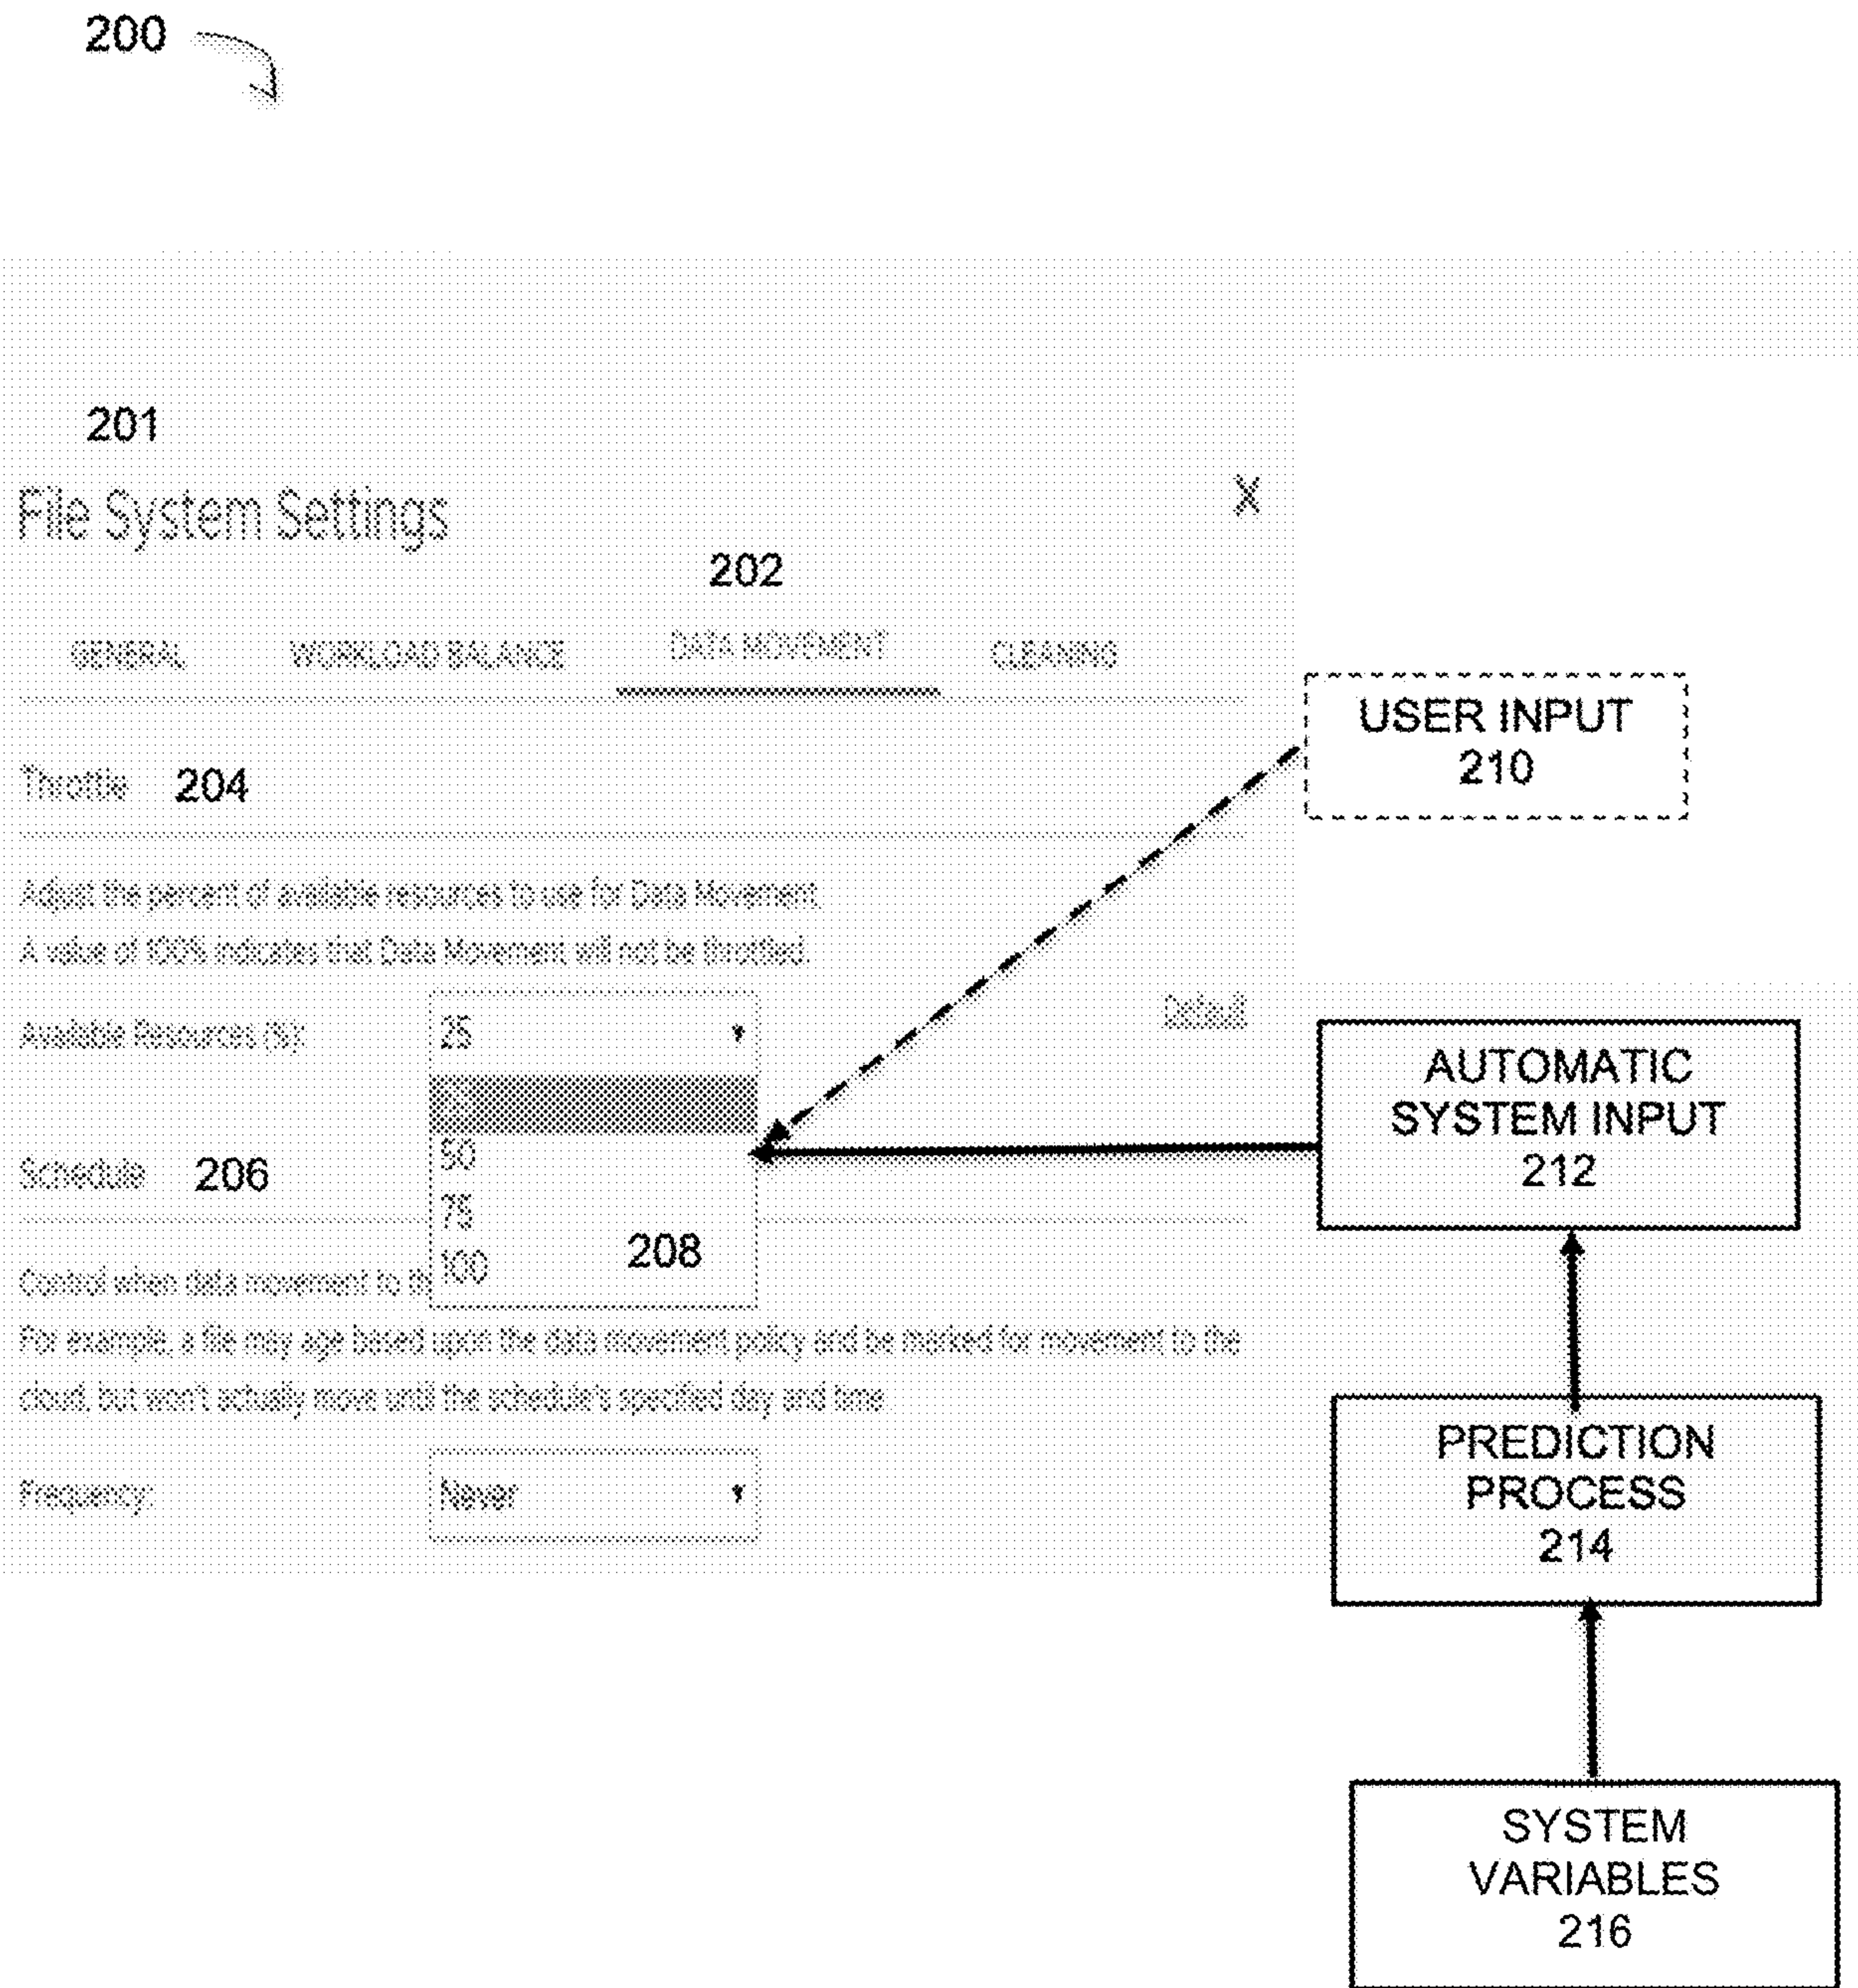 200
201
File System Settings
X
202
GENERAL WORKLOAD BALANCE DATA MOVEMENT CLEANING
USER INPUT
210
Throttle 204
Adjust the percent of available resources to use for Data Movement.
A value of 100% indicates that Data Movement will not be throttled.
Available Resources (%): 25 Default
AUTOMATIC
SYSTEM INPUT
212
50
Schedule 206
75
208
100
Control when data movement to th
For example, a file may age based upon the data movement policy and be marked for movement to the
cloud, but won't actually move until the schedule's specified day and time
Frequency: Never
PREDICTION
PROCESS
214
SYSTEM
VARIABLES
216